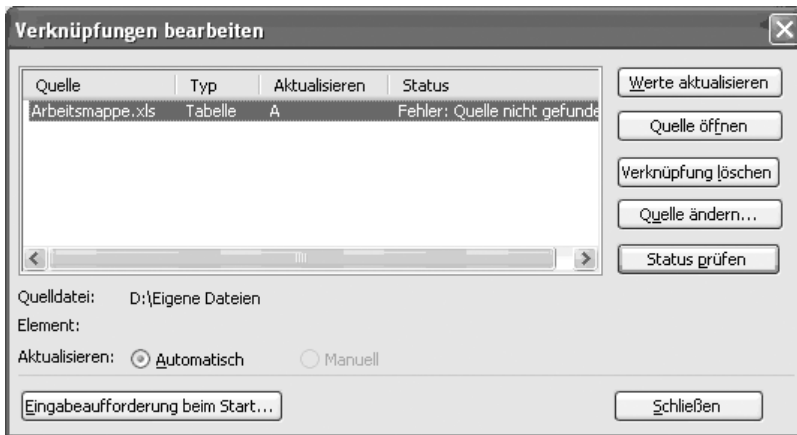 Verknüpfungen bearbeiten
Quelle Typ Aktualisieren Status
Arbeitsmappe.xls Tabelle A Fehler: Quelle nicht gefunde
Werte aktualisieren
Quelle öffnen
Verknüpfung löschen
Quelle ändern...
Status prüfen
Quelldatei: D:\Eigene Dateien
Element:
Aktualisieren: Automatisch Manuell
Eingabeaufforderung beim Start... Schließen